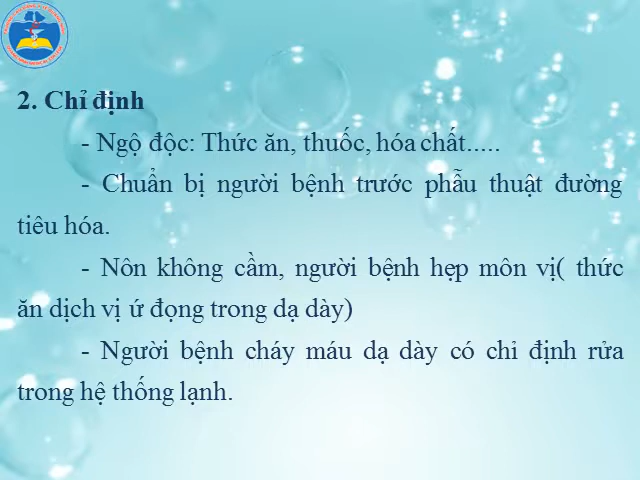 2. Chỉ định
- Ngộ độc: Thức ăn, thuốc, hóa chất.....
- Chuẩn bị người bệnh trước phẫu thuật đường
tiêu hóa.
- Nôn không cầm, người bệnh hẹp môn vị( thức
ăn dịch vị ứ đọng trong dạ dày)
- Người bệnh cháy máu dạ dày có chỉ định rửa
trong hệ thống lạnh.